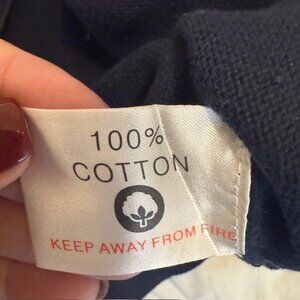 100%
COTTON
KEEP AWAY FROM FIRE